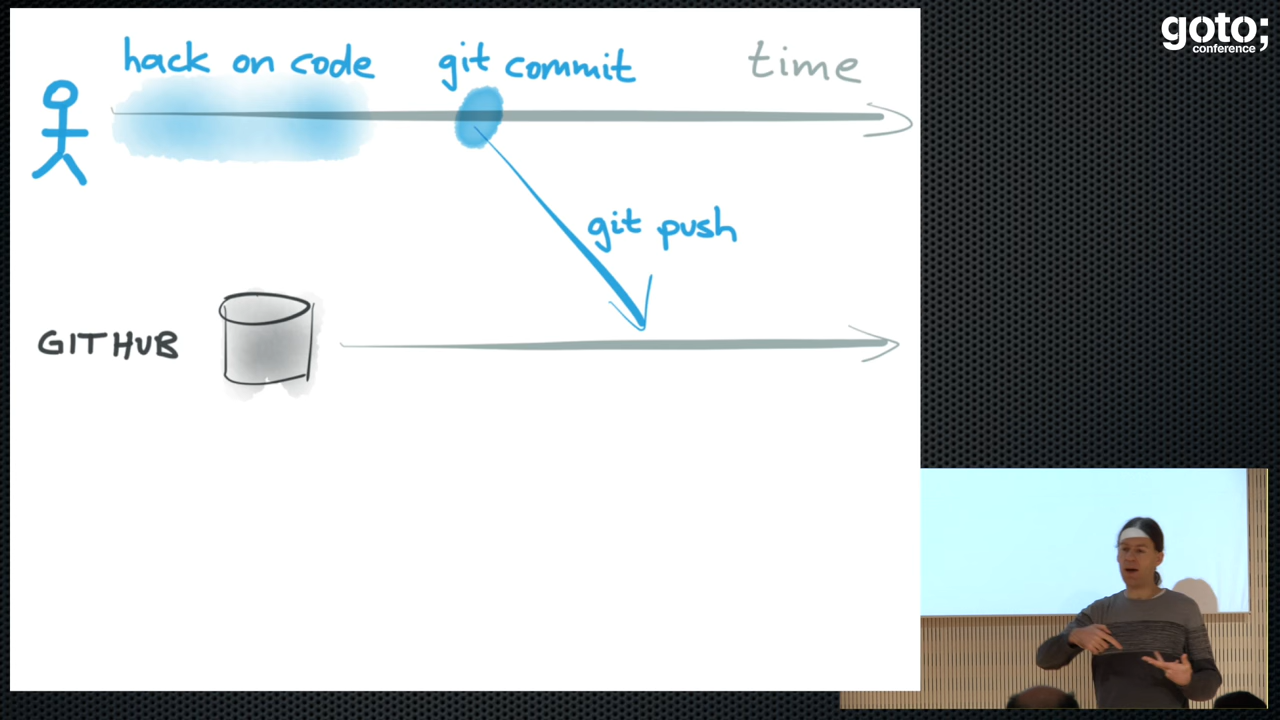 hack on code
git commit
time
git push
GITHUB
goto;
conference